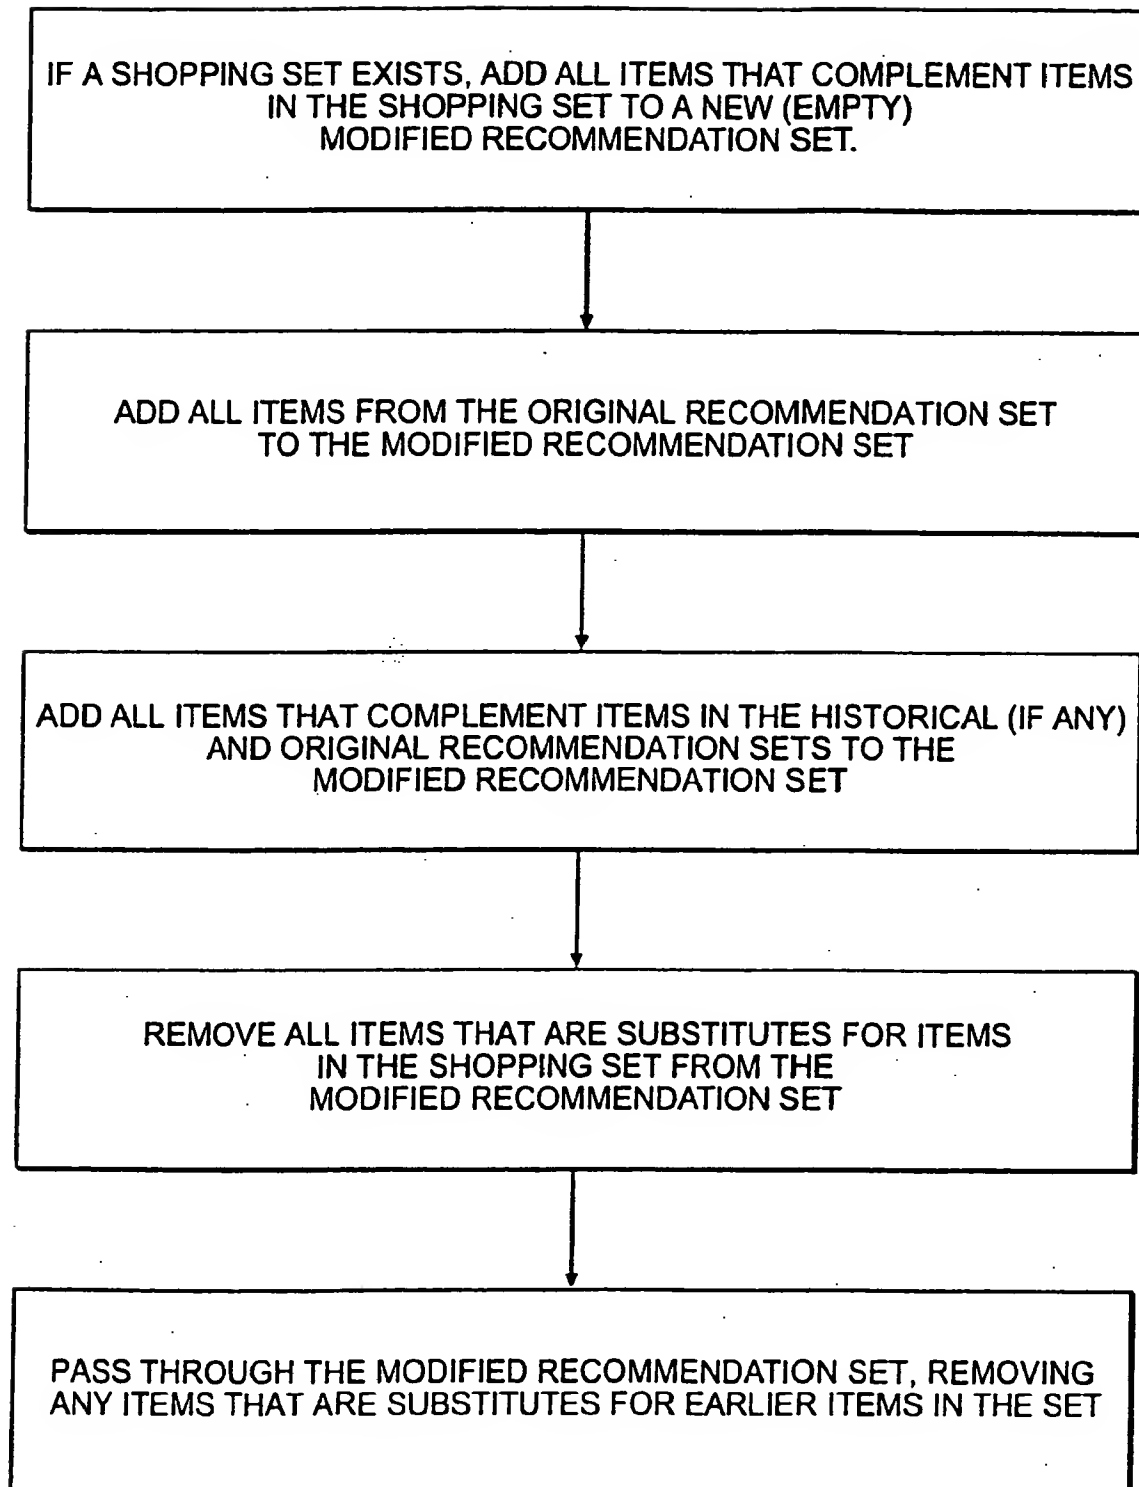 IF A SHOPPING SET EXISTS, ADD ALL ITEMS THAT COMPLEMENT ITEMS
IN THE SHOPPING SET TO A NEW (EMPTY)
MODIFIED RECOMMENDATION SET.
ADD ALL ITEMS FROM THE ORIGINAL RECOMMENDATION SET
TO THE MODIFIED RECOMMENDATION SET
ADD ALL ITEMS THAT COMPLEMENT ITEMS IN THE HISTORICAL (IF ANY)
AND ORIGINAL RECOMMENDATION SETS TO THE
MODIFIED RECOMMENDATION SET
REMOVE ALL ITEMS THAT ARE SUBSTITUTES FOR ITEMS
IN THE SHOPPING SET FROM THE
MODIFIED RECOMMENDATION SET
PASS THROUGH THE MODIFIED RECOMMENDATION SET, REMOVING
ANY ITEMS THAT ARE SUBSTITUTES FOR EARLIER ITEMS IN THE SET